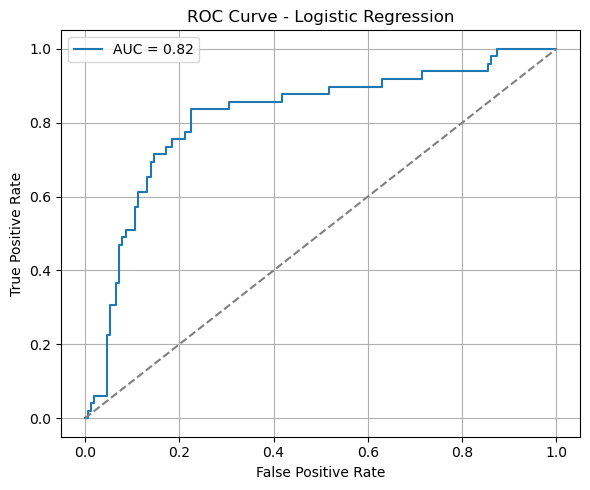 ROC Curve - Logistic Regression
AUC = 0.82
1.0
0.8
0.6
0.4
0.2
0.0
True Positive Rate
0.0 0.2 0.4 0.6 0.8 1.0
False Positive Rate